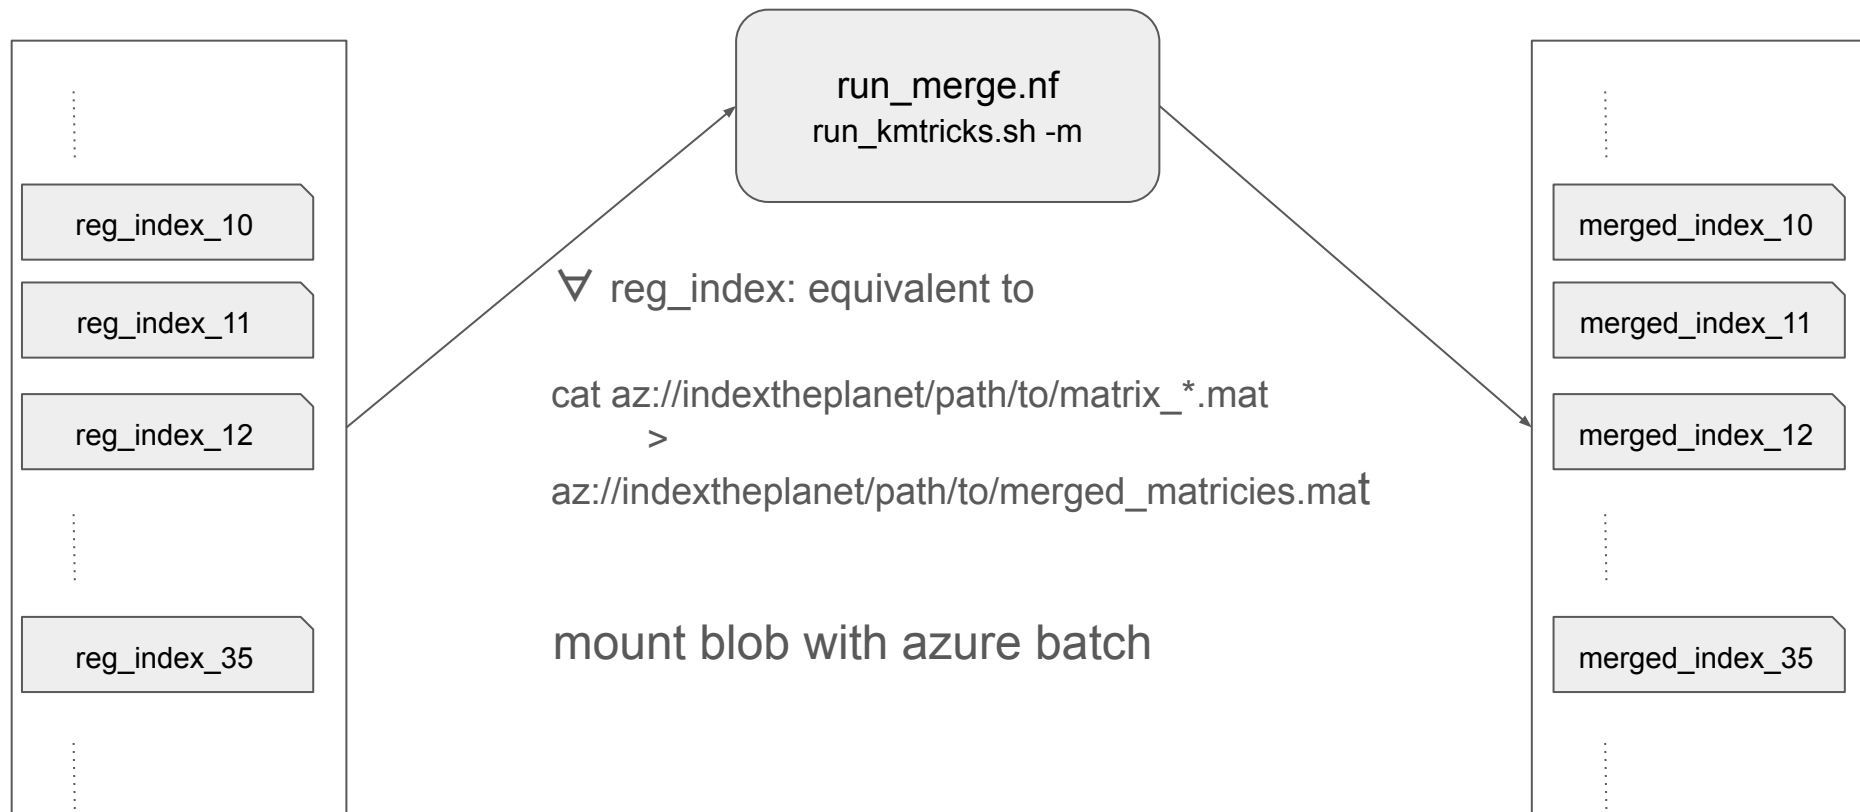 run_merge.nf
run_kmtricks.sh -m
reg_index_10
reg_index_11
reg_index_12
reg_index_35
∀ reg_index: equivalent to
cat az://indextheplanet/path/to/matrix_*.mat
>
az://indextheplanet/path/to/merged_matricies.mat
mount blob with azure batch
merged_index_10
merged_index_11
merged_index_12
merged_index_35